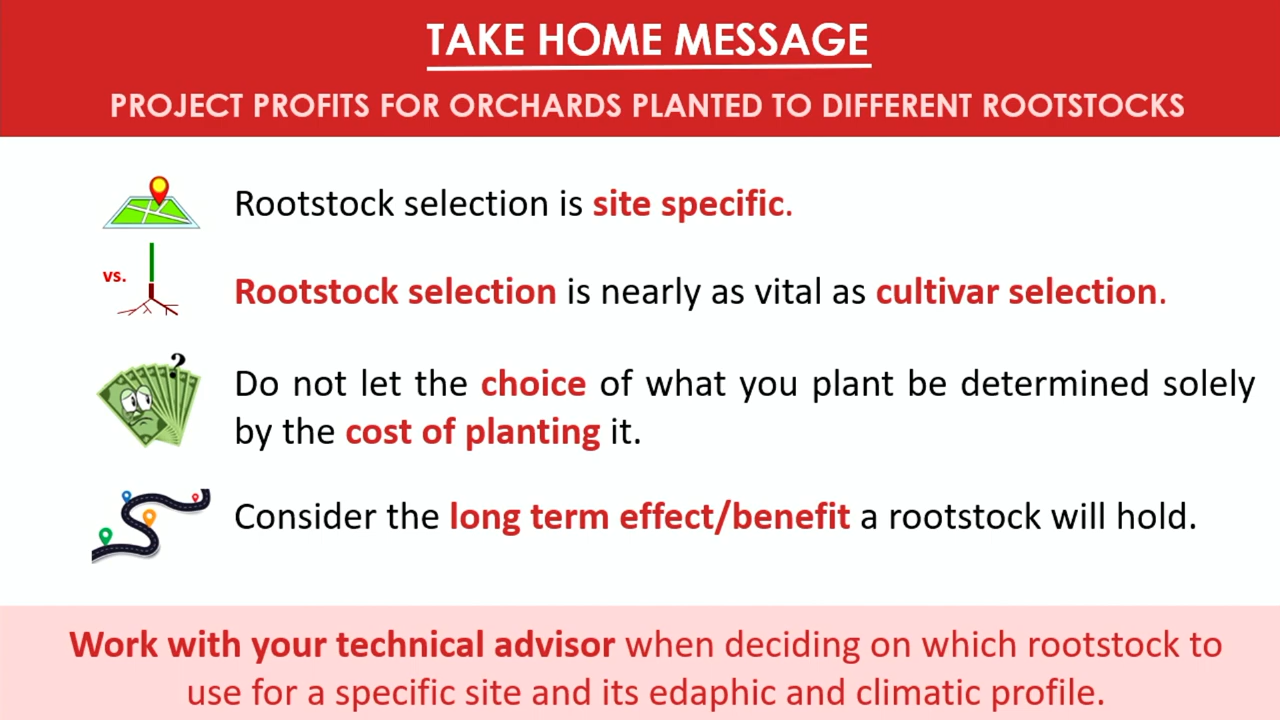 TAKE HOME MESSAGE
PROJECT PROFITS FOR ORCHARDS PLANTED TO DIFFERENT ROOTSTOCKS
Rootstock selection is site specific.
vs.
Rootstock selection is nearly as vital as cultivar selection.
?
Do not let the choice of what you plant be determined solely
by the cost of planting it.
Consider the long term effect/benefit a rootstock will hold.
Work with your technical advisor when deciding on which rootstock to
use for a specific site and its edaphic and climatic profile.